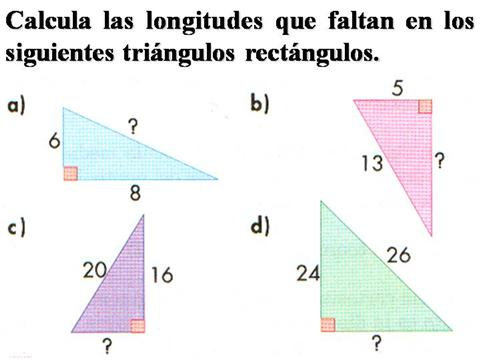 Calcula las longitudes que faltan en los
siguientes triángulos rectángulos.
a)
6
?
8
b)
5
13
?
c)
20
16
?
d)
24
26
?